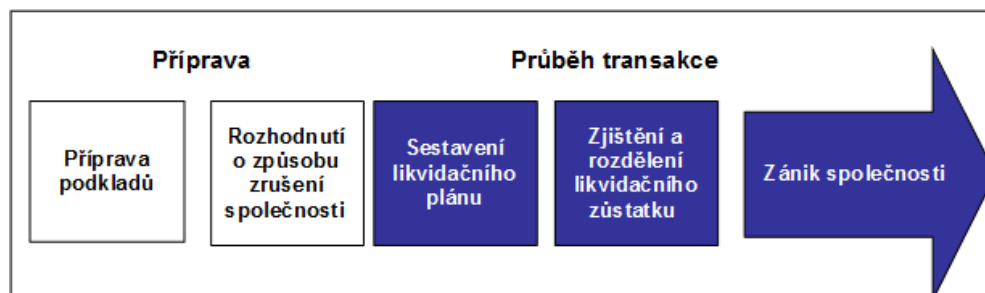 Příprava
Průběh transakce
Příprava
podkladů
Rozhodnutí
o způsobu
zrušení
společnosti
Sestavení
likvidačního
plánu
Zjištění a
rozdělení
likvidačního
zůstatku
Zánik společnosti